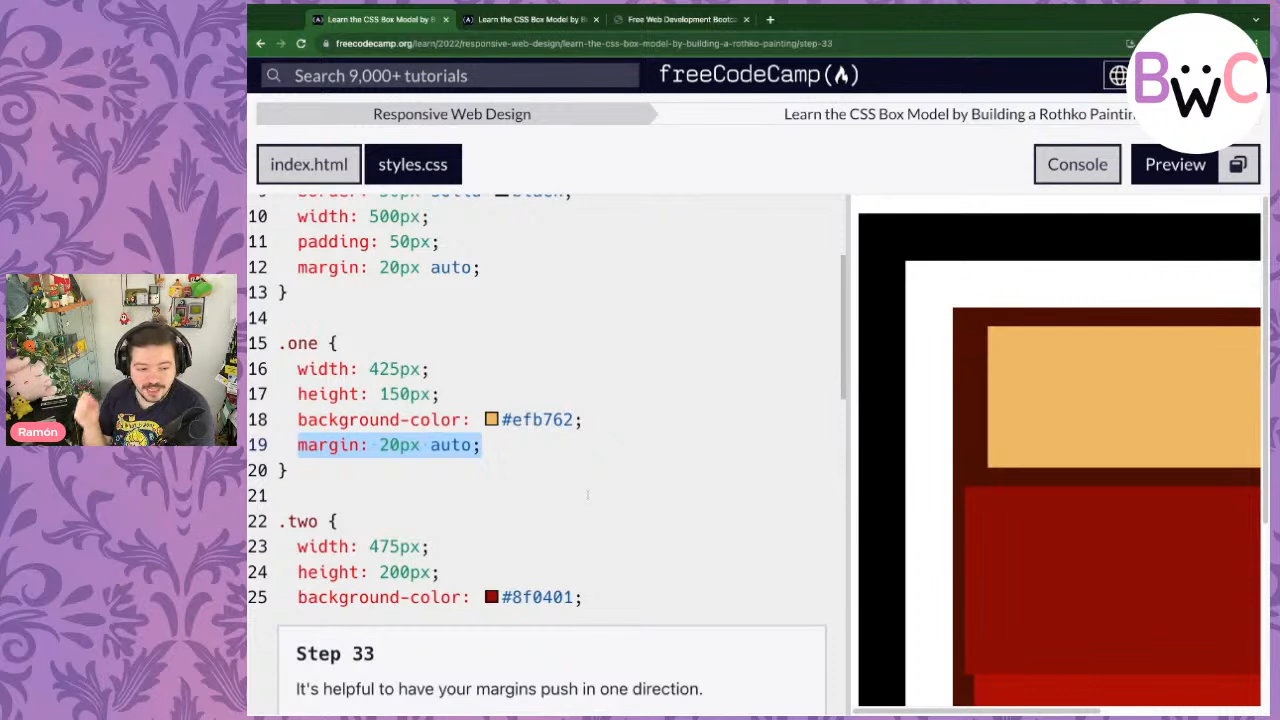 Learn the CSS Box Model by B
Learn the CSS Box Model by B
Free Web Development Bootca
freecodecamp.org/learn/2022/responsive-web-design/learn-the-css-box-model-by-building-a-rothko-painting/step-33
Search 9,000+ tutorials
freeCodeCamp
BWC
Responsive Web Design
Learn the CSS Box Model by Building a Rothko Paintin
index.html
styles.css
Console
Preview
10 width: 500px;
11 padding: 50px;
12 margin: 20px auto;
13 }
14
15 .one {
16 width: 425px;
17 height: 150px;
18 background-color: #efb762;
19 margin: 20px auto;
20 }
21
22 .two {
23 width: 475px;
24 height: 200px;
25 background-color: #8f0401;
Ramón
Step 33
It's helpful to have your margins push in one direction.